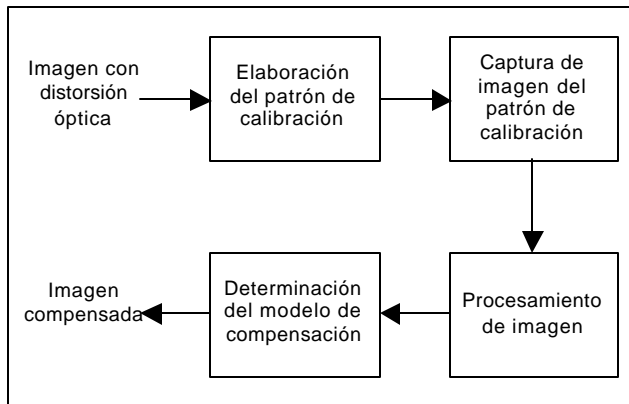 Imagen con
distorsión
óptica
Elaboración
del patrón de
calibración
Captura de
imagen del
patrón de
calibración
Imagen
compensada
Determinación
del modelo de
compensación
Procesamiento
de imagen